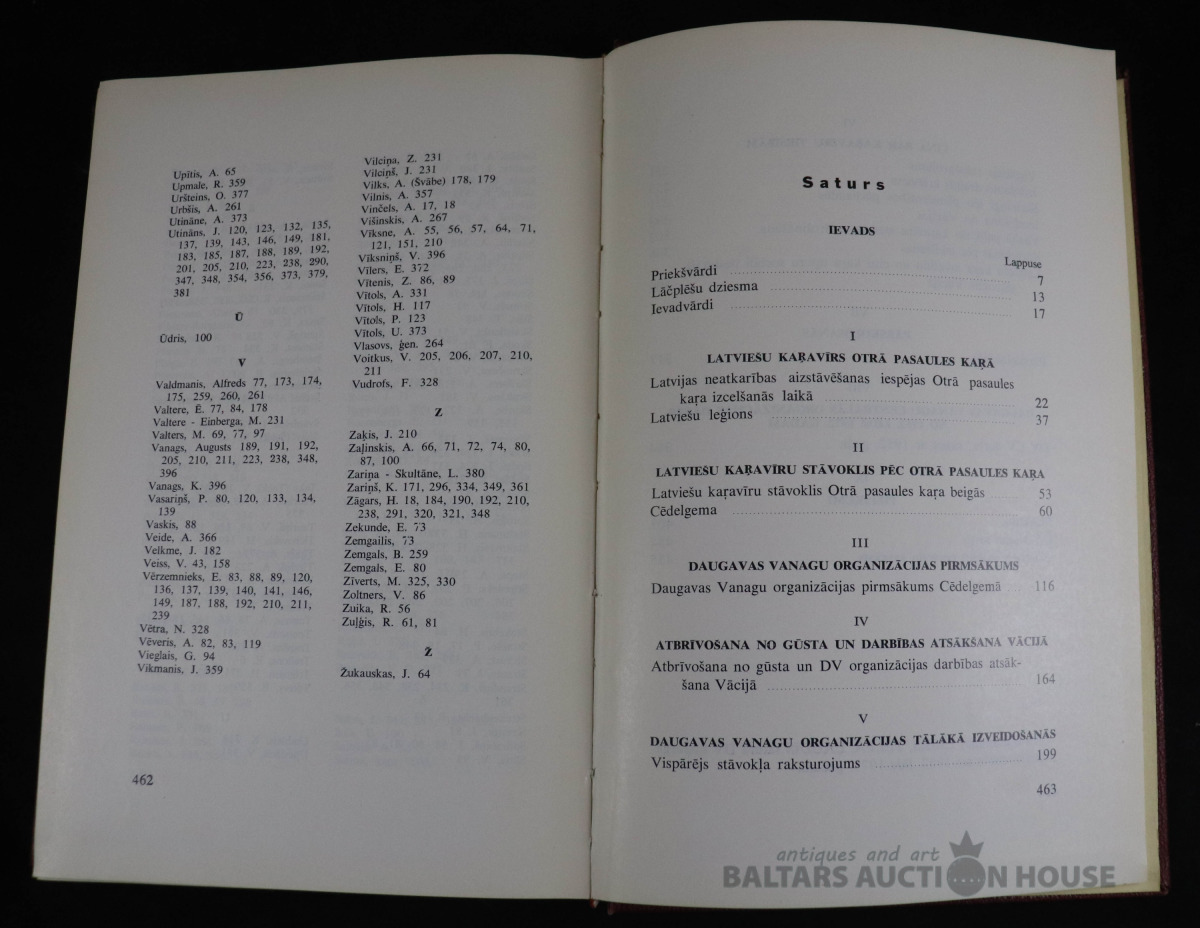 Upītis, A. 65
Upmale, R. 359
Uršteins, O. 377
Urbšis, A. 261
Utināne, A. 373
Utināns, J. 120, 123, 132, 135,
137, 139, 143, 146, 149, 181,
183, 185, 187, 188, 189, 192,
201, 205, 210, 223, 238, 290,
347, 348, 354, 356, 373, 379,
381
Ū
Ūdris, 100
V
Valdmanis, Alfreds 77, 173, 174,
175, 259, 260, 261
Valtere, Ē. 77, 84, 178
Valtere - Einberga, M. 231
Valters, M. 69, 77, 97
Vanags, Augusts 189, 191, 192,
205, 210, 211, 223, 238, 348,
396
Vanags, K. 396
Vasariņš, P. 80, 120, 133, 134,
139
Vaskis, 88
Veide, A. 366
Velkme, J. 182
Veiss, V. 43, 158
Vērzemnieks, E. 83, 88, 89, 120,
136, 137, 139, 140, 141, 146,
149, 187, 188, 192, 210, 211,
239
Vētra, N. 328
Vēveris, A. 82, 83, 119
Vieglais, G. 94
Vikmanis, J. 359
Vilciņa, Z. 231
Vilciņš, J. 231
Vilks, A. (Švābe) 178, 179
Vilnis, A. 357
Vinčels, A. 17, 18
Višinskis, A. 267
Vīksne, A. 55, 56, 57, 64, 71,
121, 151, 210
Vīksniņš, V. 396
Vīlers, E. 372
Vītenis, Z. 86, 89
Vītols, A. 331
Vītols, H. 117
Vītols, P. 123
Vītols, U. 373
Vlasovs, ģen. 264
Voitkus, V. 205, 206, 207, 210,
211
Vudrofs, F. 328
Z
Zaķis, J. 210
Zaļinskis, A. 66, 71, 72, 74, 80,
87, 100
Zariņa - Skultāne, L. 380
Zariņš, K. 171, 296, 334, 349, 361
Zāgars, H. 18, 184, 190, 192, 210,
238, 291, 320, 321, 348
Zekunde, E. 73
Zemgailis, 73
Zemgals, B. 259
Zemgals, E. 80
Zīverts, M. 325, 330
Zoltners, V. 86
Zuika, R. 56
Zuļģis, R. 61, 81
Ž
Žukauskas, J. 64
462
Saturs
IEVADS
Lappuse
Priekšvārdi 7
Lāčplēšu dziesma 13
Ievadvārdi 17
I
LATVIEŠU KAŖAVĪRS OTRĀ PASAULES KAŖĀ
Latvijas neatkarības aizstāvēšanas iespējas Otrā pasaules
kaŗa izcelšanās laikā 22
Latviešu leģions 37
II
LATVIEŠU KAŖAVĪRU STĀVOKLIS PĒC OTRĀ PASAULES KAŖA
Latviešu kaŗavīru stāvoklis Otrā pasaules kaŗa beigās 53
Cēdelgema 60
III
DAUGAVAS VANAGU ORGANIZĀCIJAS PIRMSĀKUMS
Daugavas Vanagu organizācijas pirmsākums Cēdelgemā 116
IV
ATBRĪVOŠANA NO GŪSTA UN DARBĪBAS ATSĀKŠANA VĀCIJĀ
Atbrīvošana no gūsta un DV organizācijas darbības atsāk-
šana Vācijā 164
V
DAUGAVAS VANAGU ORGANIZĀCIJAS TĀLĀKĀ IZVEIDOŠANĀS
Vispārējs stāvokļa raksturojums 199
463
antiques and art
BALTARS AUCTION HOUSE